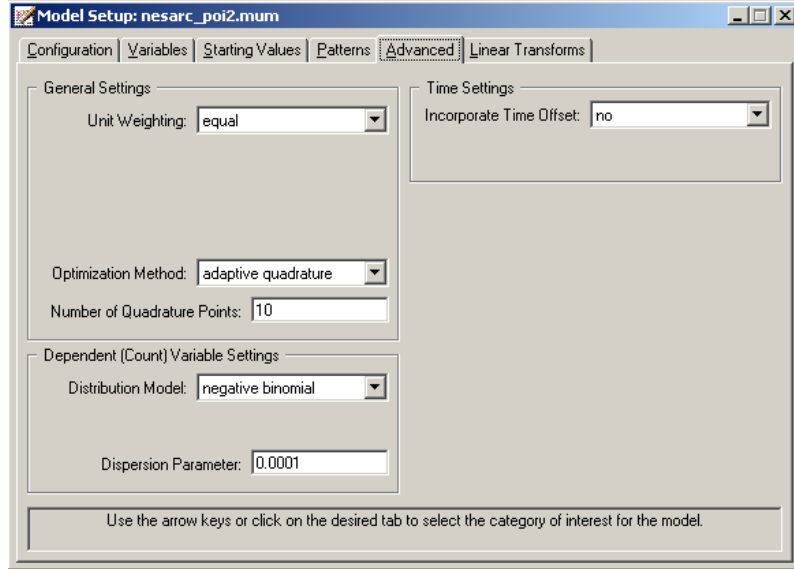 Model Setup: nesarc_poi2.mum
Configuration Variables Starting Values Patterns Advanced Linear Transforms
General Settings
Unit Weighting: equal
Optimization Method: adaptive quadrature
Number of Quadrature Points: 10
Dependent (Count) Variable Settings
Distribution Model: negative binomial
Dispersion Parameter: 0.0001
Time Settings
Incorporate Time Offset: no
Use the arrow keys or click on the desired tab to select the category of interest for the model.